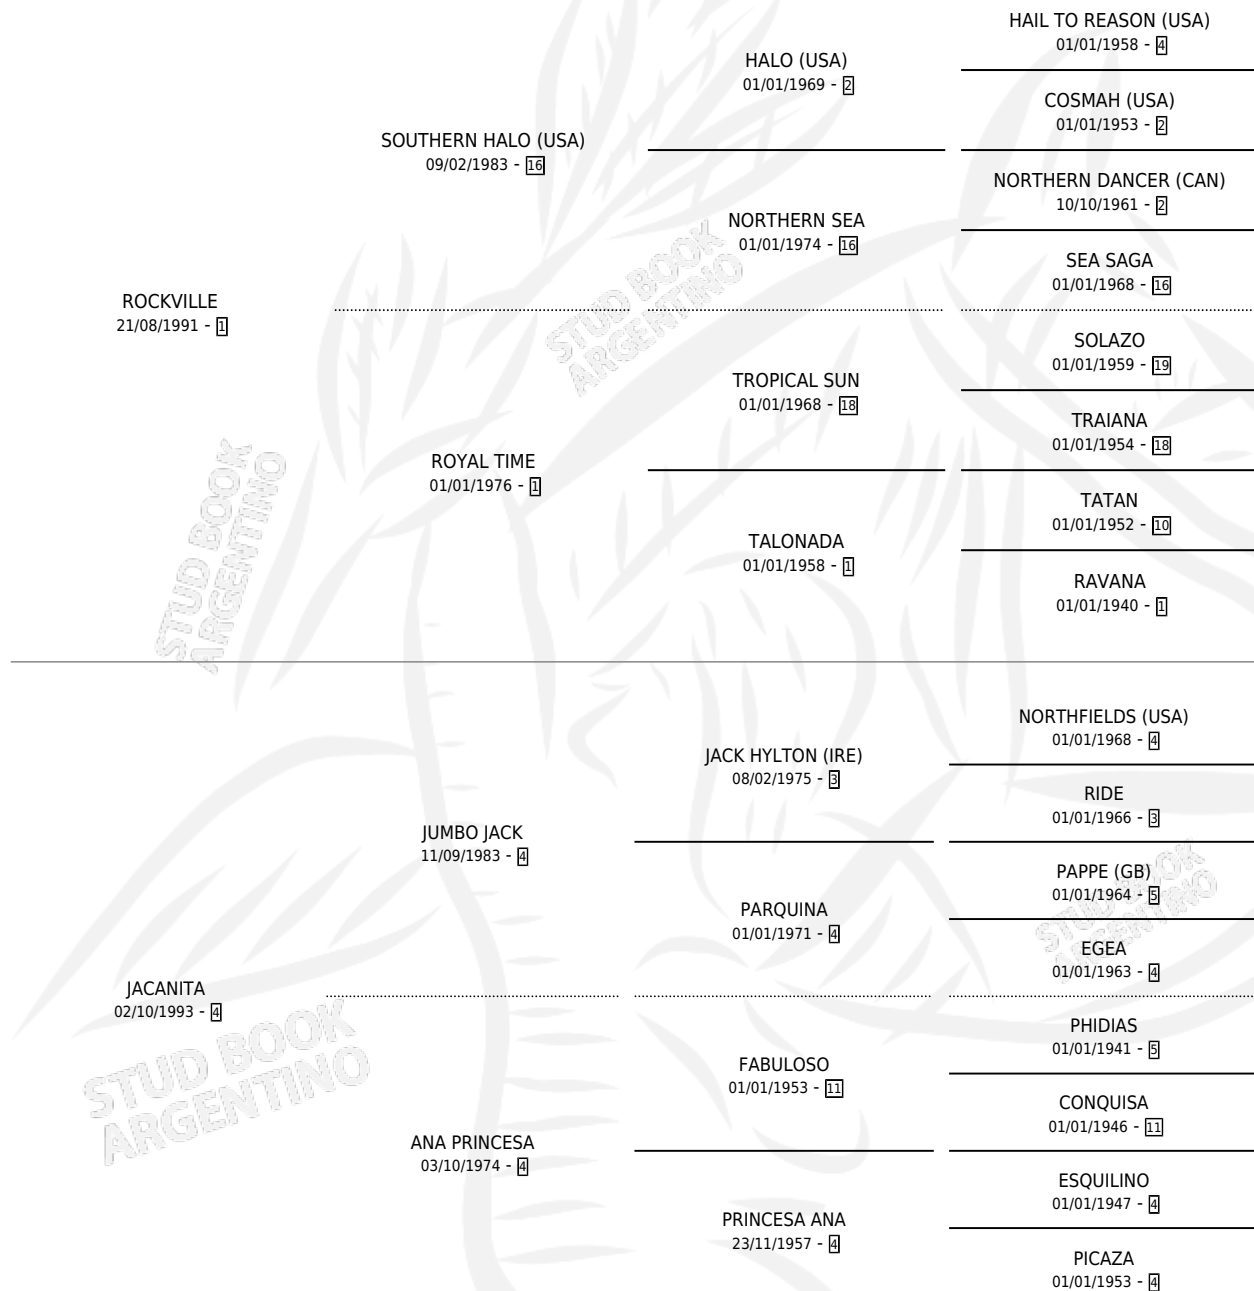 HAIL TO REASON (USA)
01/01/1958 - 4
HALO (USA)
01/01/1969 - 2
COSMAH (USA)
01/01/1953 - 2
SOUTHERN HALO (USA)
09/02/1983 - 16
NORTHERN DANCER (CAN)
10/10/1961 - 2
NORTHERN SEA
01/01/1974 - 16
SEA SAGA
01/01/1968 - 16
ROCKVILLE
21/08/1991 - 1
SOLAZO
01/01/1959 - 19
TROPICAL SUN
01/01/1968 - 18
TRAIANA
01/01/1954 - 18
ROYAL TIME
01/01/1976 - 1
TATAN
01/01/1952 - 10
TALONADA
01/01/1958 - 1
RAVANA
01/01/1940 - 1
NORTHFIELDS (USA)
01/01/1968 - 4
JACK HYLTON (IRE)
08/02/1975 - 3
RIDE
01/01/1966 - 3
JUMBO JACK
11/09/1983 - 4
PAPPE (GB)
01/01/1964 - 5
PARQUINA
01/01/1971 - 4
EGEA
01/01/1963 - 4
JACANITA
02/10/1993 - 4
PHIDIAS
01/01/1941 - 5
FABULOSO
01/01/1953 - 11
CONQUISA
01/01/1946 - 11
ANA PRINCESA
03/10/1974 - 4
ESQUILINO
01/01/1947 - 4
PRINCESA ANA
23/11/1957 - 4
PICAZA
01/01/1953 - 4
STUD BOOK
ARGENTINO
STUD BOOK
ARGENTINO
STUD BOOK
ARGENTINO
STUD BOOK
ARGENTINO